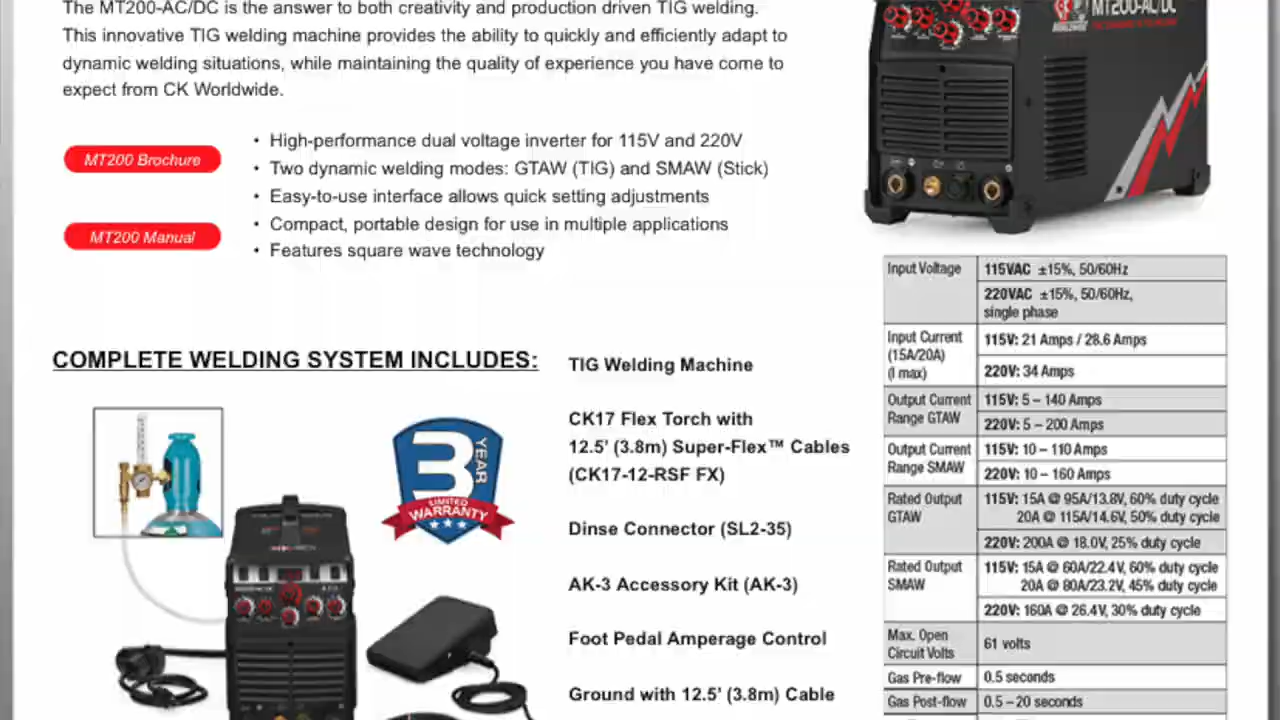 The MT200-AC/DC is the answer to both creativity and production driven TIG welding.
This innovative TIG welding machine provides the ability to quickly and efficiently adapt to
dynamic welding situations, while maintaining the quality of experience you have come to
expect from CK Worldwide.
MT200 Brochure
MT200 Manual
• High-performance dual voltage inverter for 115V and 220V
• Two dynamic welding modes: GTAW (TIG) and SMAW (Stick)
• Easy-to-use interface allows quick setting adjustments
• Compact, portable design for use in multiple applications
• Features square wave technology
MT200-AC/DC
COMPLETE WELDING SYSTEM INCLUDES:
3 YEAR
LIMITED
WARRANTY
TIG Welding Machine
CK17 Flex Torch with
12.5' (3.8m) Super-Flex™ Cables
(CK17-12-RSF FX)
Dinse Connector (SL2-35)
AK-3 Accessory Kit (AK-3)
Foot Pedal Amperage Control
Ground with 12.5' (3.8m) Cable
Input Voltage
115VAC ±15%, 50/60Hz
220VAC ±15%, 50/60Hz,
single phase
Input Current
(15A/20A)
(I max)
115V: 21 Amps / 28.6 Amps
220V: 34 Amps
Output Current
Range GTAW
115V: 5 – 140 Amps
220V: 5 – 200 Amps
Output Current
Range SMAW
115V: 10 – 110 Amps
220V: 10 – 160 Amps
Rated Output
GTAW
115V: 15A @ 95A/13.8V, 60% duty cycle
20A @ 115A/14.6V, 50% duty cycle
220V: 200A @ 18.0V, 25% duty cycle
Rated Output
SMAW
115V: 15A @ 60A/22.4V, 60% duty cycle
20A @ 80A/23.2V, 45% duty cycle
220V: 160A @ 26.4V, 30% duty cycle
Max. Open
Circuit Volts
61 volts
Gas Pre-flow
0.5 seconds
Gas Post-flow
0.5 – 20 seconds